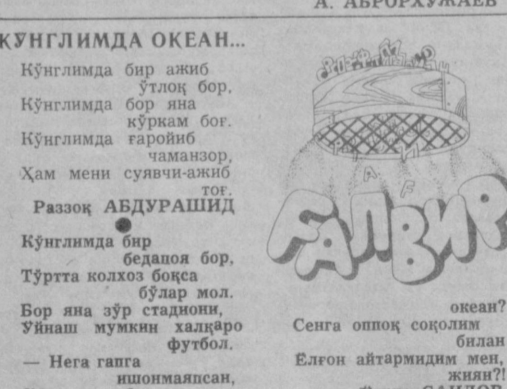 А. АБРОРХЎЖАЕВ
КЎНГЛИМДА ОКЕАН...
Кўнглимда бир ажиб
ўтлоқ бор,
Кўнглимда бор яна
кўркам боғ.
Кўнглимда ғаройиб
чаманзор,
Ҳам мени суявчи-ажиб
тоғ.
Раззоқ АБДУРАШИД
Кўнглимда бир
бедапоя бор,
Тўртта колхоз боқса
бўлар мол.
Бор яна зўр стадиони,
Уйнаш мумкин халқаро
футбол.
— Нега гапга
ишонмаяпсан,
ҒАЛВИР
океан?
Сенга оппоқ соқолим
билан
Ёлғон айтармидим мен,
жиян?!